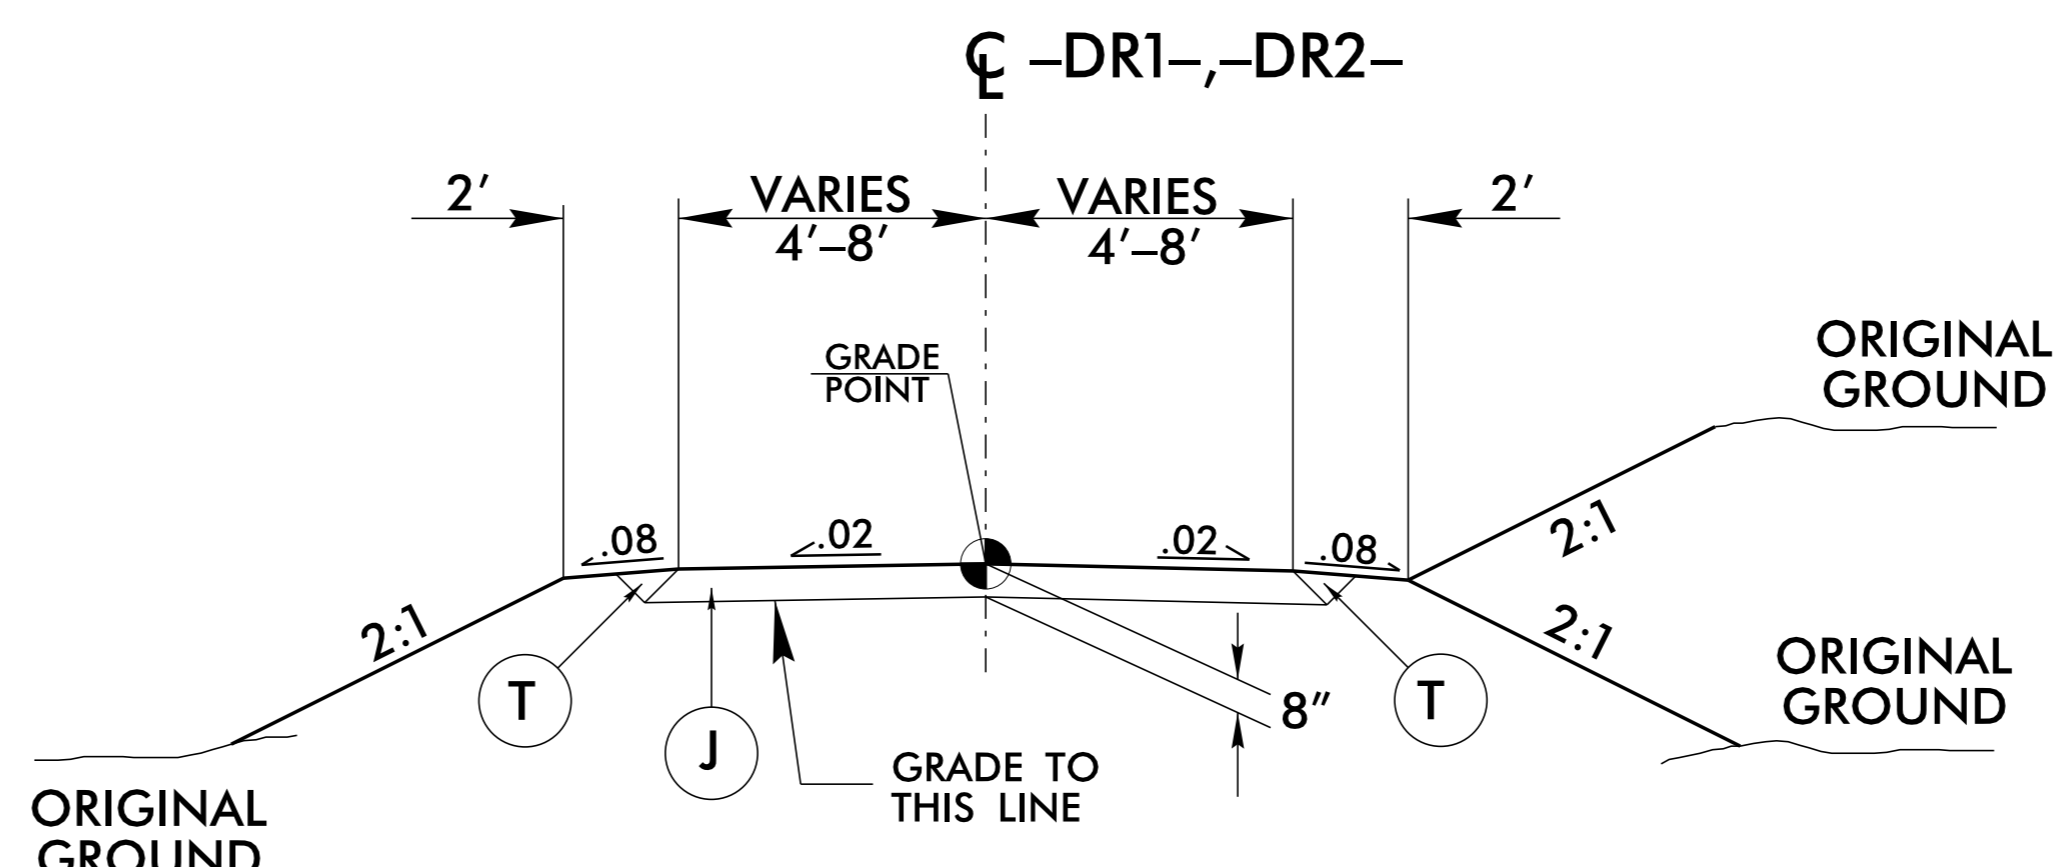 ℄ –DR1–,–DR2–
2′ VARIES VARIES 2′
4′–8′ 4′–8′
ORIGINAL
GROUND
GRADE
POINT
.08 .02 .02 .08
2:1
2:1
2:1
ORIGINAL
GROUND
T J 8″ T
GRADE TO
THIS LINE
ORIGINAL
GROUND